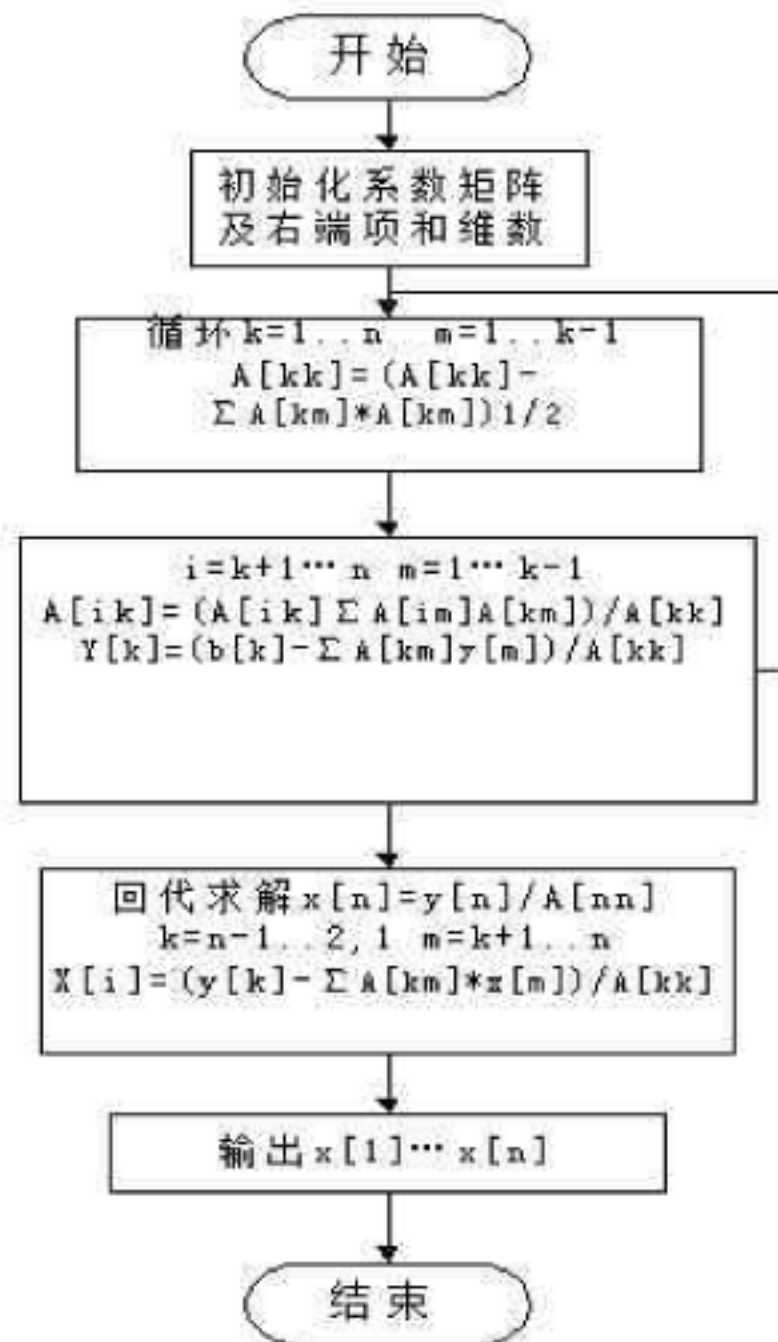 开始
初始化系数矩阵
及右端项和维数
循环k=1..n m=1..k-1
A[kk]=(A[kk]-
ΣA[km]*A[km])1/2
i=k+1…n m=1…k-1
A[ik]=(A[ik]ΣA[im]A[km])/A[kk]
Y[k]=(b[k]-ΣA[km]y[m])/A[kk]
回代求解x[n]=y[n]/A[nn]
k=n-1..2,1 m=k+1..n
X[i]=(y[k]-ΣA[km]*x[m])/A[kk]
输出x[1]…x[n]
结束